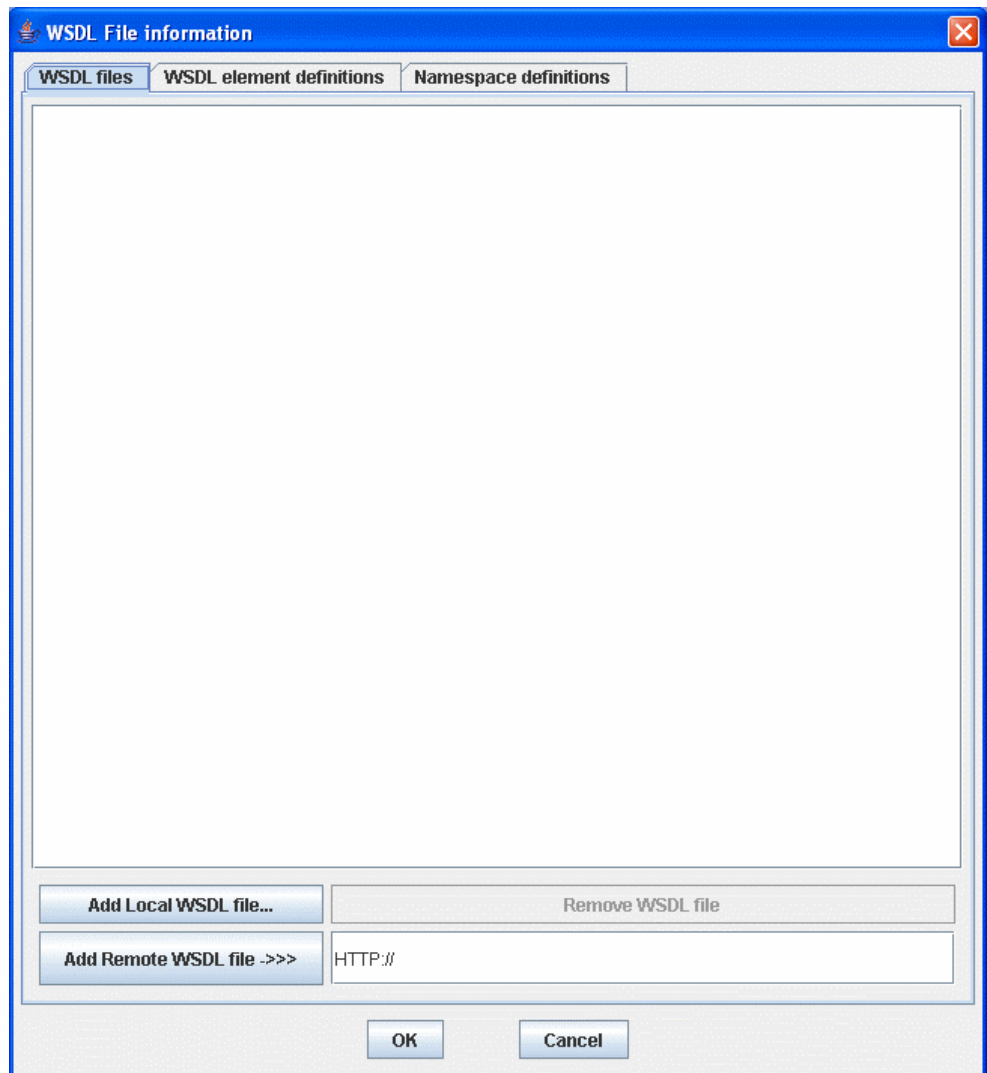 WSDL File information
WSDL files
WSDL element definitions
Namespace definitions
Add Local WSDL file...
Remove WSDL file
Add Remote WSDL file ->>>
HTTP://
OK
Cancel